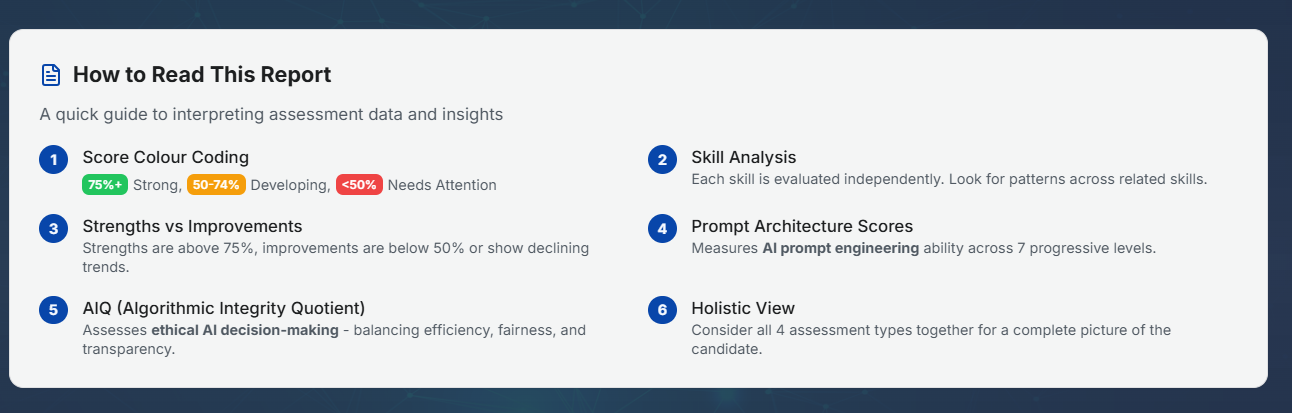 How to Read This Report
A quick guide to interpreting assessment data and insights
1 Score Colour Coding
75%+ Strong, 50-74% Developing, <50% Needs Attention
2 Skill Analysis
Each skill is evaluated independently. Look for patterns across related skills.
3 Strengths vs Improvements
Strengths are above 75%, improvements are below 50% or show declining
trends.
4 Prompt Architecture Scores
Measures AI prompt engineering ability across 7 progressive levels.
5 AIQ (Algorithmic Integrity Quotient)
Assesses ethical AI decision-making - balancing efficiency, fairness, and
transparency.
6 Holistic View
Consider all 4 assessment types together for a complete picture of the
candidate.